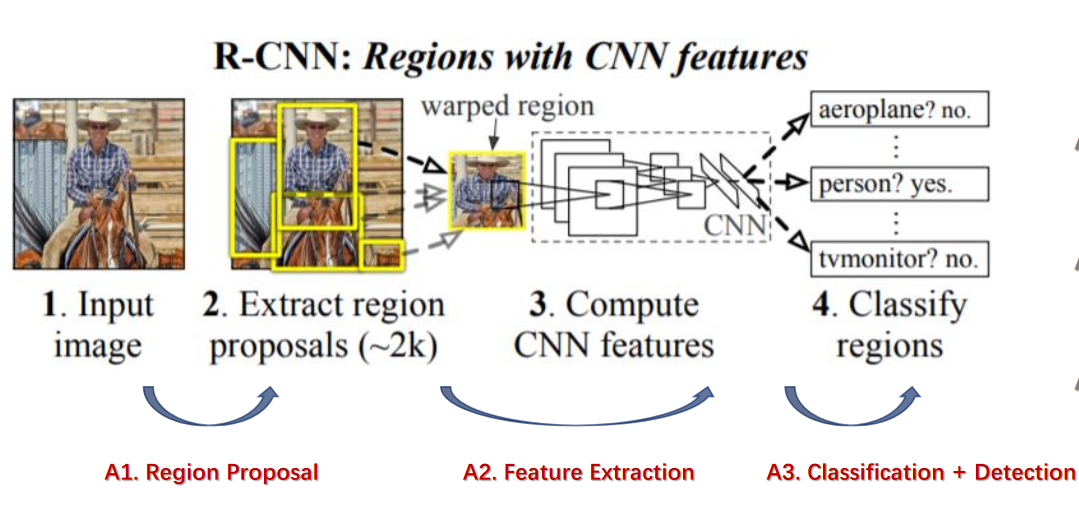 R-CNN: Regions with CNN features
warped region
aeroplane? no.
person? yes.
tvmonitor? no.
CNN
1. Input
image
2. Extract region
proposals (~2k)
3. Compute
CNN features
4. Classify
regions
A1. Region Proposal
A2. Feature Extraction
A3. Classification + Detection